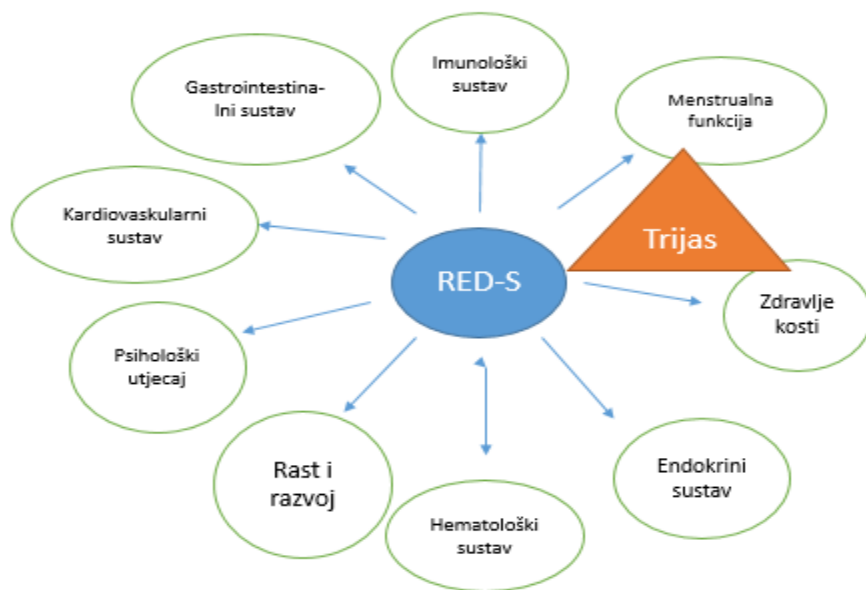 Imunološki
sustav
Gastrointestina-
lni sustav
Menstrualna
funkcija
Kardiovaskularni
sustav
Trijas
RED-S
Zdravlje
kosti
Psihološki
utjecaj
Rast i
razvoj
Endokrini
sustav
Hematološki
sustav